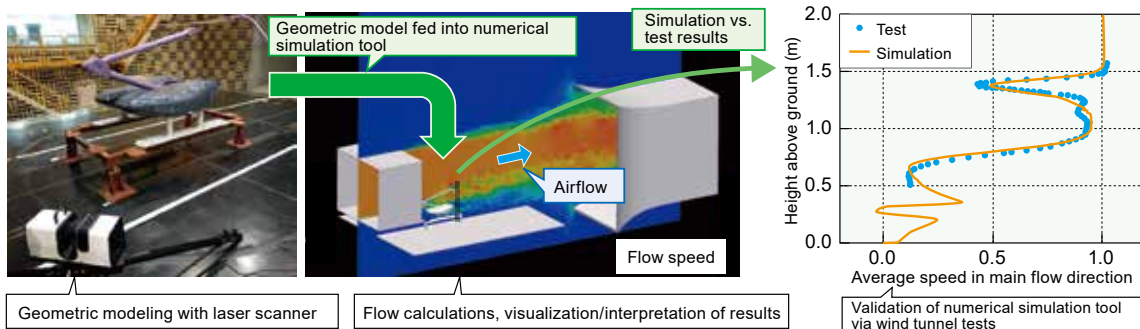 Geometric model fed into numerical
simulation tool
Simulation vs.
test results
Airflow
Flow speed
Geometric modeling with laser scanner
Flow calculations, visualization/interpretation of results
Test
Simulation
Height above ground (m)
2.0
1.5
1.0
0.5
0.0
0.0 0.5 1.0
Average speed in main flow direction
Validation of numerical simulation tool
via wind tunnel tests